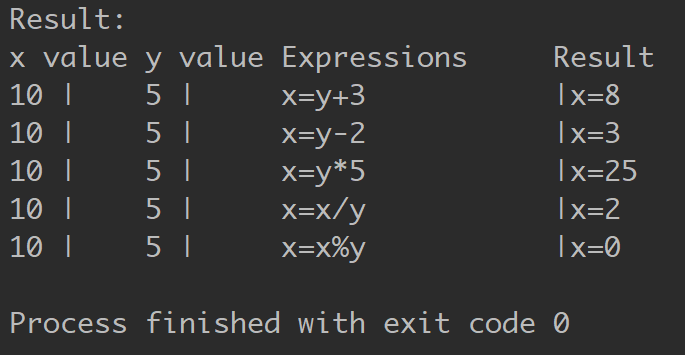 Result:
x value y value Expressions     Result
10 |    5 |     x=y+3           |x=8
10 |    5 |     x=y-2           |x=3
10 |    5 |     x=y*5           |x=25
10 |    5 |     x=x/y           |x=2
10 |    5 |     x=x%y           |x=0
Process finished with exit code 0